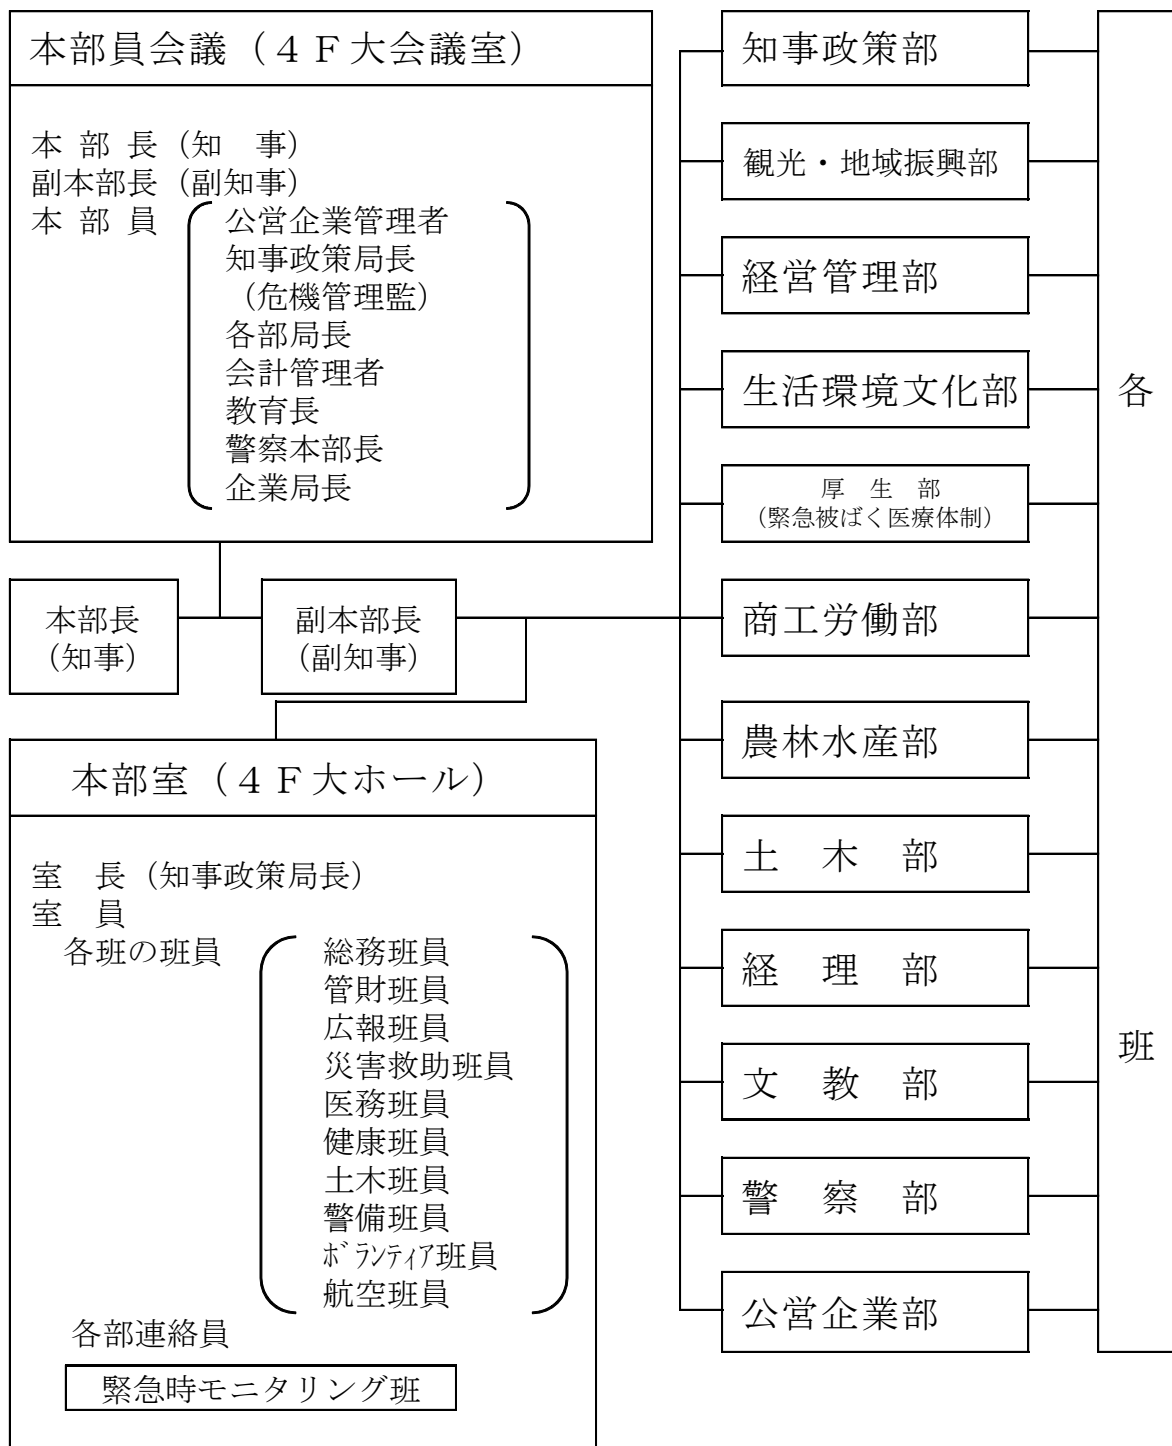 本部員会議（４Ｆ大会議室）
本 部 長（知　事）
副本部長（副知事）
本 部 員
公営企業管理者
知事政策局長
（危機管理監）
各部局長
会計管理者
教育長
警察本部長
企業局長
本部長
（知事）
副本部長
（副知事）
本部室（４Ｆ大ホール）
室　長（知事政策局長）
室　員
各班の班員
総務班員
管財班員
広報班員
災害救助班員
医務班員
健康班員
土木班員
警備班員
ﾎﾞﾗﾝﾃｨｱ班員
航空班員
各部連絡員
緊急時モニタリング班
知事政策部
観光・地域振興部
経営管理部
生活環境文化部
厚　生　部
（緊急被ばく医療体制）
商工労働部
農林水産部
土　木　部
経　理　部
文　教　部
警　察　部
公営企業部
各
班